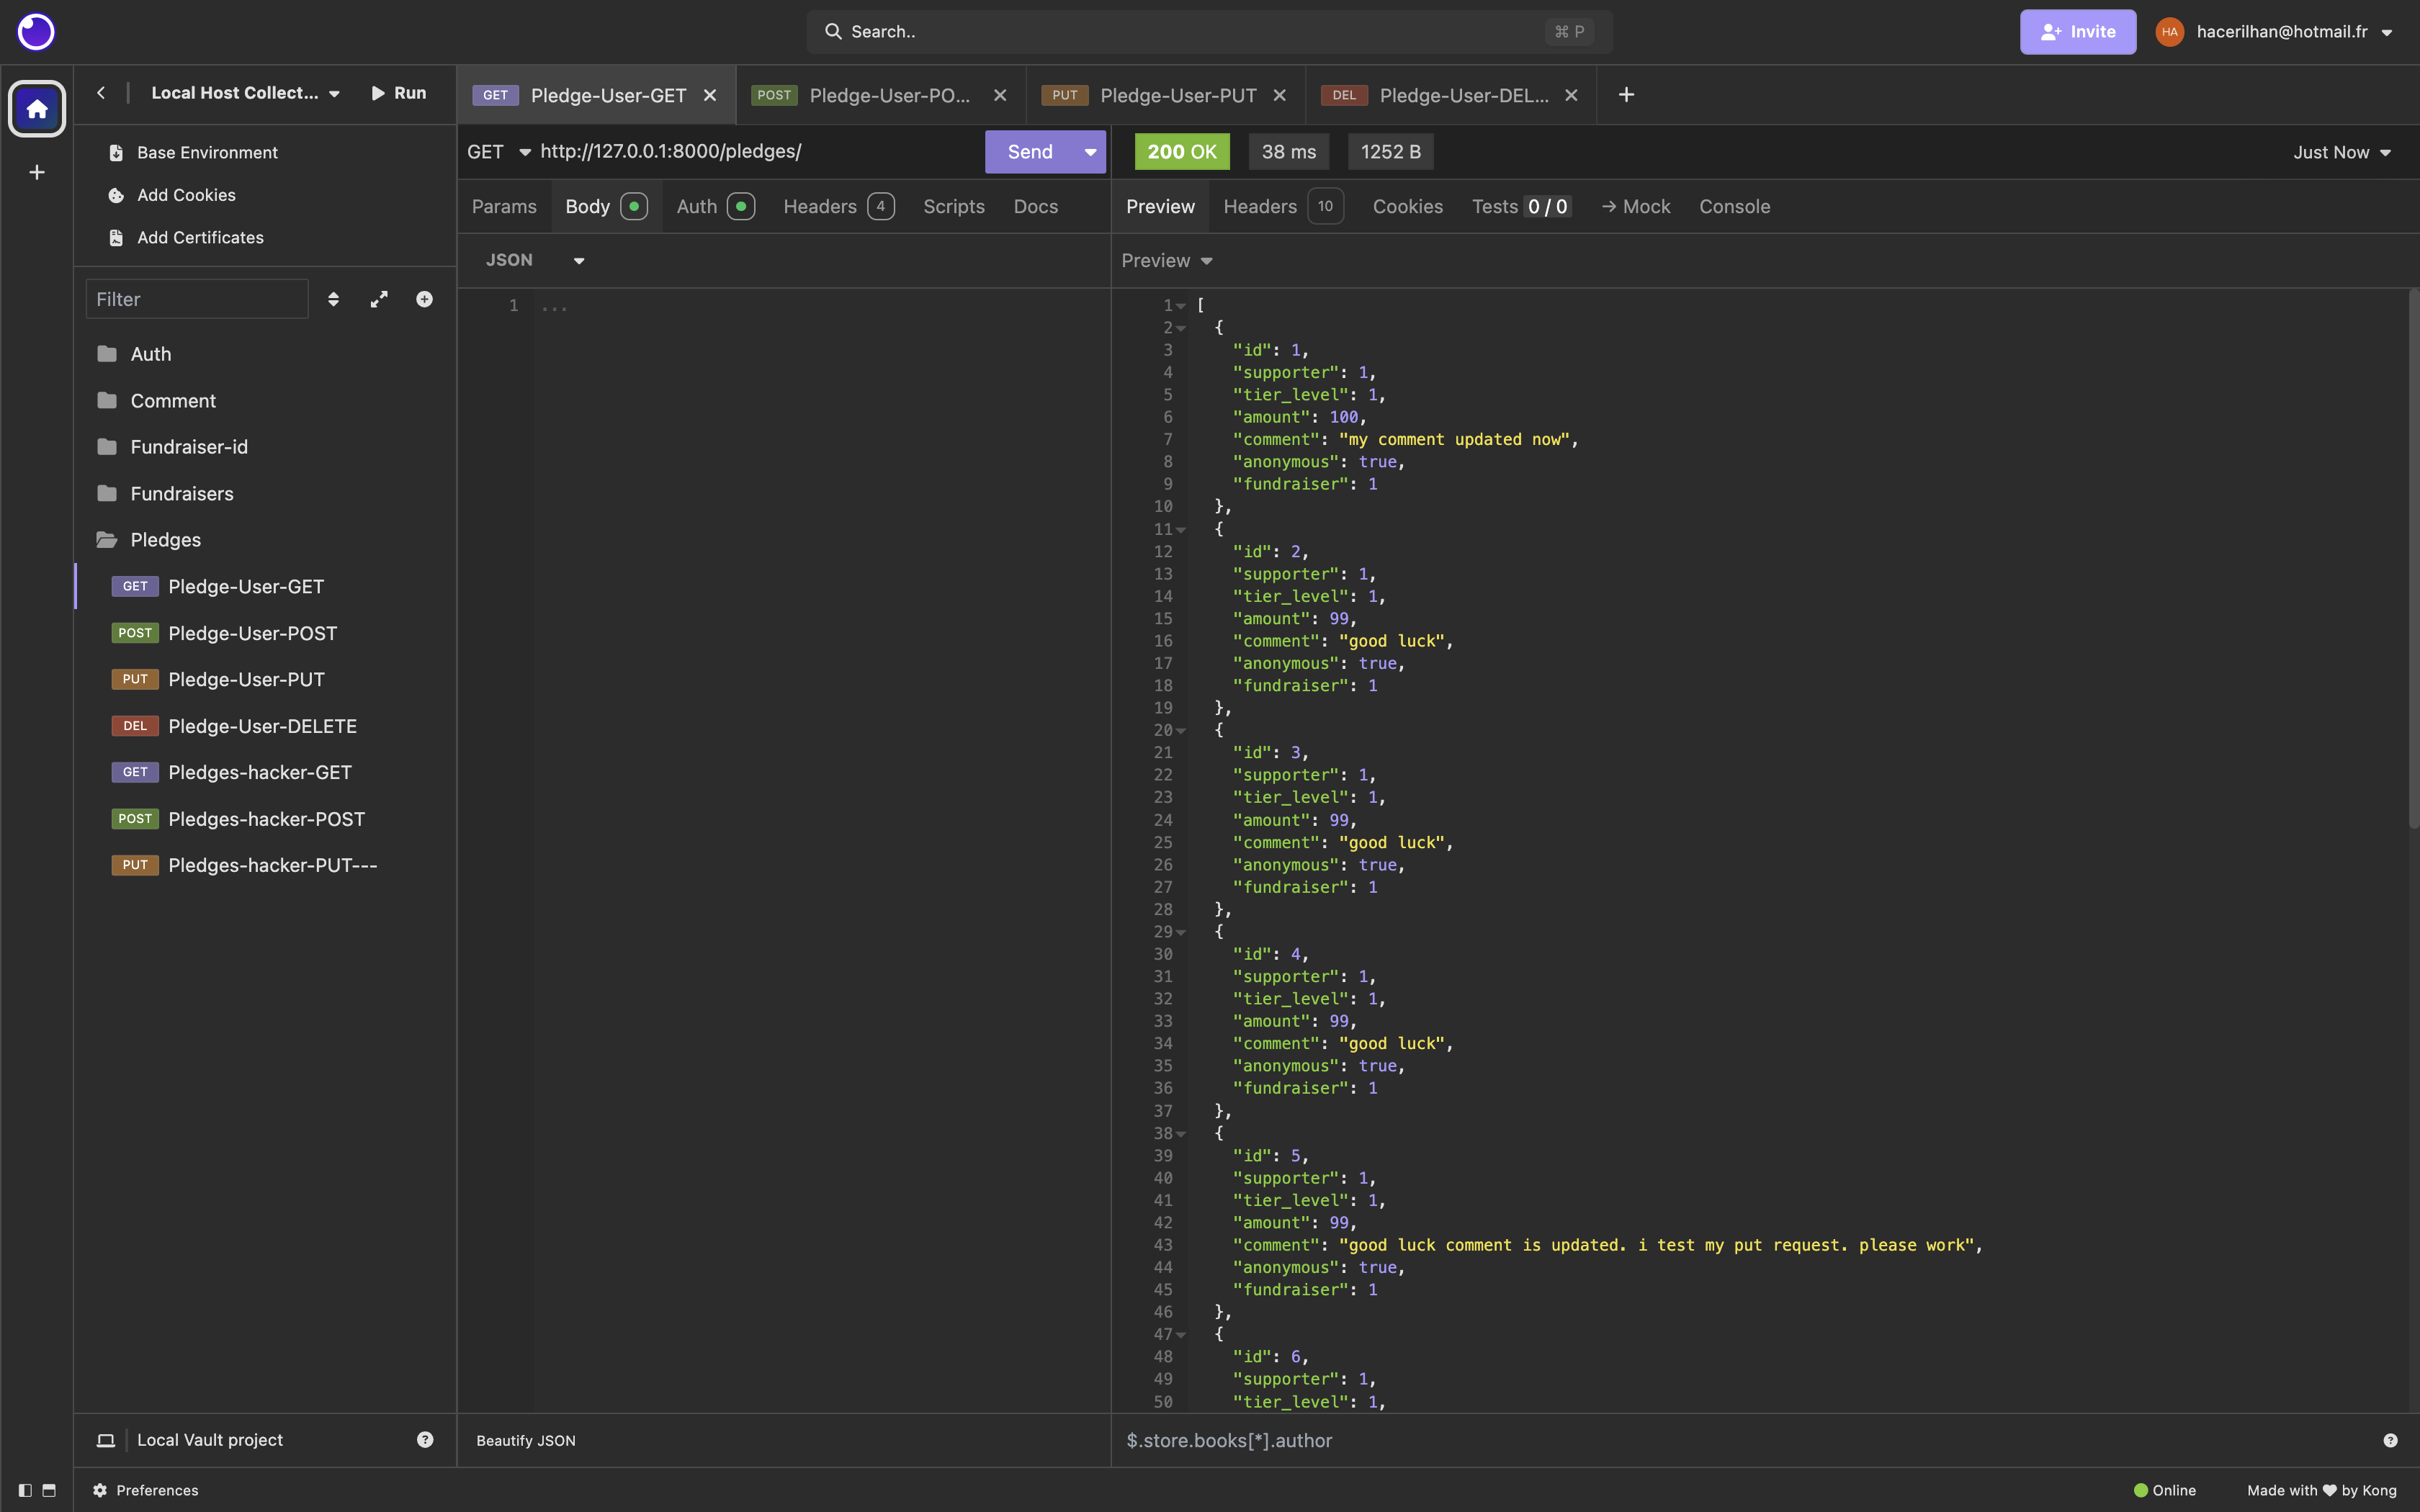 Search..
⌘ P
Invite
HA
hacerilhan@hotmail.fr
Local Host Collect...
Run
GET Pledge-User-GET
POST Pledge-User-PO...
PUT Pledge-User-PUT
DEL Pledge-User-DEL...
Base Environment
Add Cookies
Add Certificates
Filter
Auth
Comment
Fundraiser-id
Fundraisers
Pledges
GET Pledge-User-GET
POST Pledge-User-POST
PUT Pledge-User-PUT
DEL Pledge-User-DELETE
GET Pledges-hacker-GET
POST Pledges-hacker-POST
PUT Pledges-hacker-PUT---
Local Vault project
GET http://127.0.0.1:8000/pledges/
Send
Params Body Auth Headers 4 Scripts Docs
JSON
1 ...
Beautify JSON
200 OK 38 ms 1252 B
Just Now
Preview Headers 10 Cookies Tests 0 / 0 → Mock Console
Preview
1 [
2 {
3 "id": 1,
4 "supporter": 1,
5 "tier_level": 1,
6 "amount": 100,
7 "comment": "my comment updated now",
8 "anonymous": true,
9 "fundraiser": 1
10 },
11 {
12 "id": 2,
13 "supporter": 1,
14 "tier_level": 1,
15 "amount": 99,
16 "comment": "good luck",
17 "anonymous": true,
18 "fundraiser": 1
19 },
20 {
21 "id": 3,
22 "supporter": 1,
23 "tier_level": 1,
24 "amount": 99,
25 "comment": "good luck",
26 "anonymous": true,
27 "fundraiser": 1
28 },
29 {
30 "id": 4,
31 "supporter": 1,
32 "tier_level": 1,
33 "amount": 99,
34 "comment": "good luck",
35 "anonymous": true,
36 "fundraiser": 1
37 },
38 {
39 "id": 5,
40 "supporter": 1,
41 "tier_level": 1,
42 "amount": 99,
43 "comment": "good luck comment is updated. i test my put request. please work",
44 "anonymous": true,
45 "fundraiser": 1
46 },
47 {
48 "id": 6,
49 "supporter": 1,
50 "tier_level": 1,
$.store.books[*].author
Preferences
Online
Made with ♥ by Kong